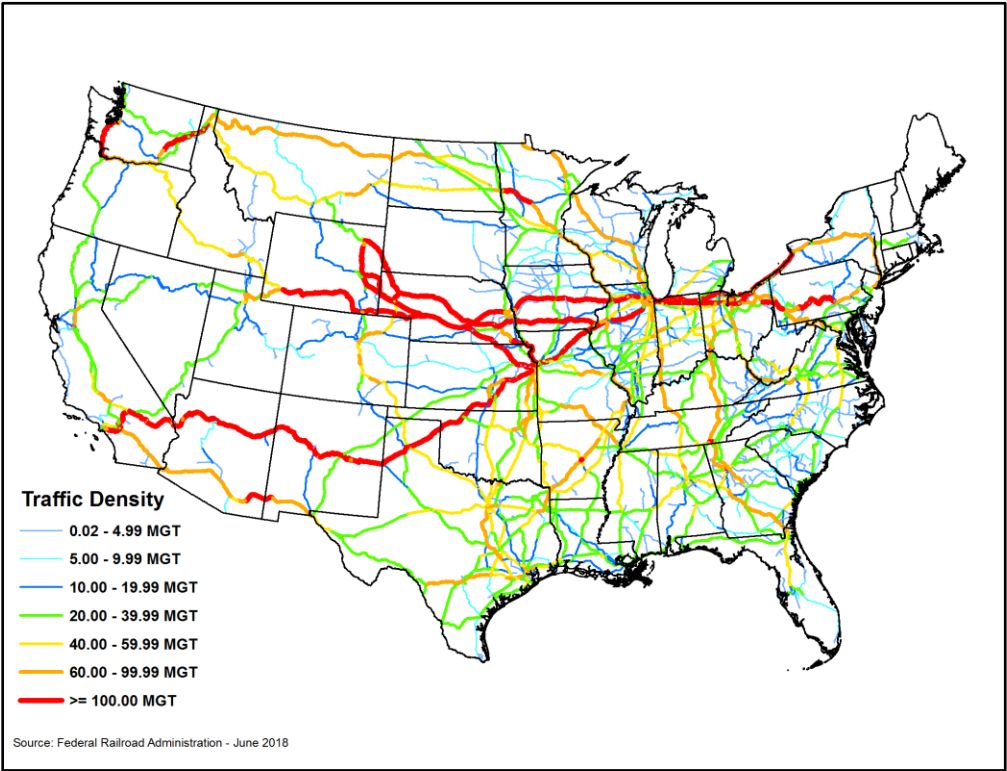 Traffic Density
0.02 - 4.99 MGT
5.00 - 9.99 MGT
10.00 - 19.99 MGT
20.00 - 39.99 MGT
40.00 - 59.99 MGT
60.00 - 99.99 MGT
>= 100.00 MGT
Source: Federal Railroad Administration - June 2018